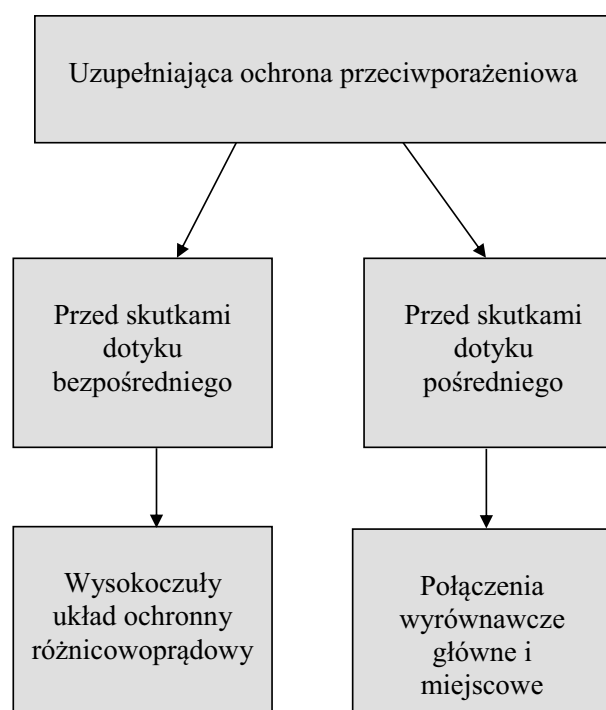 Uzupełniająca ochrona przeciwporażeniowa
Przed skutkami
dotyku
bezpośredniego
Przed skutkami
dotyku
pośredniego
Wysokoczuły
układ ochronny
różnicowoprądowy
Połączenia
wyrównawcze
główne i
miejscowe